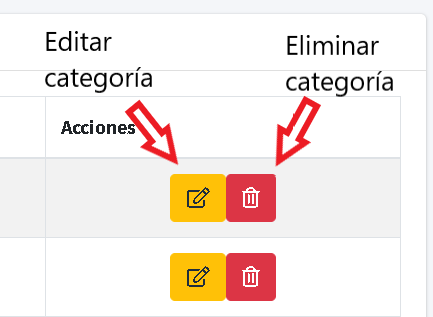 Editar
categoría
Eliminar
categoría
Acciones